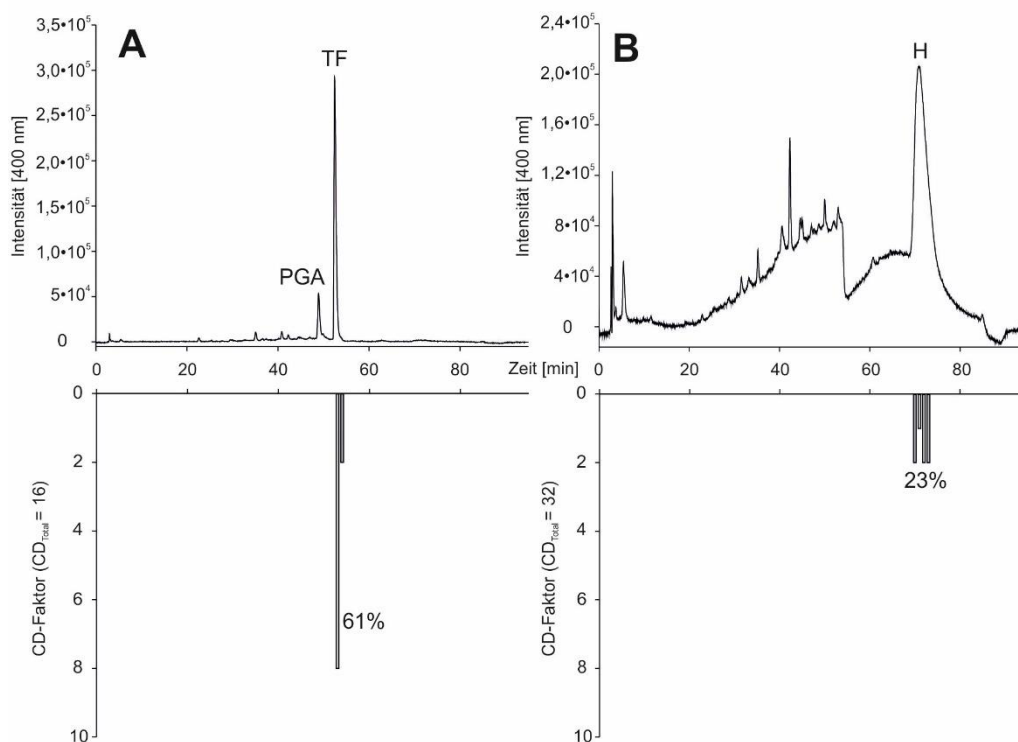 A
TF
PGA
Intensität [400 nm]
3,5•10⁵
3,0•10⁵
2,5•10⁵
2,0•10⁵
1,5•10⁵
1,0•10⁵
5•10⁴
0
0 20 40 60 80
Zeit [min]
B
H
Intensität [400 nm]
2,4•10⁵
2,0•10⁵
1,6•10⁵
1,2•10⁵
8•10⁴
4•10⁴
0
0 20 40 60 80
CD-Faktor (CDTotal = 16)
0
2
4
6
8
10
61%
CD-Faktor (CDTotal = 32)
0
2
4
6
8
10
23%